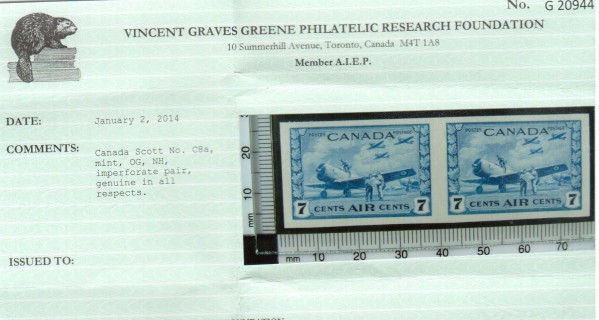 No. G 20944
VINCENT GRAVES GREENE PHILATELIC RESEARCH FOUNDATION
10 Summerhill Avenue, Toronto, Canada M4T 1A8
Member A.I.E.P.
DATE: January 2, 2014
COMMENTS: Canada Scott No. C8a,
mint, OG, NH,
imperforate pair,
genuine in all
respects.
POSTES CANADA POSTAGE
7 CENTS AIR CENTS 7
POSTES CANADA POSTAGE
7 CENTS AIR CENTS 7
20
10
mm
mm 10 20 30 40 50 60 70
ISSUED TO: